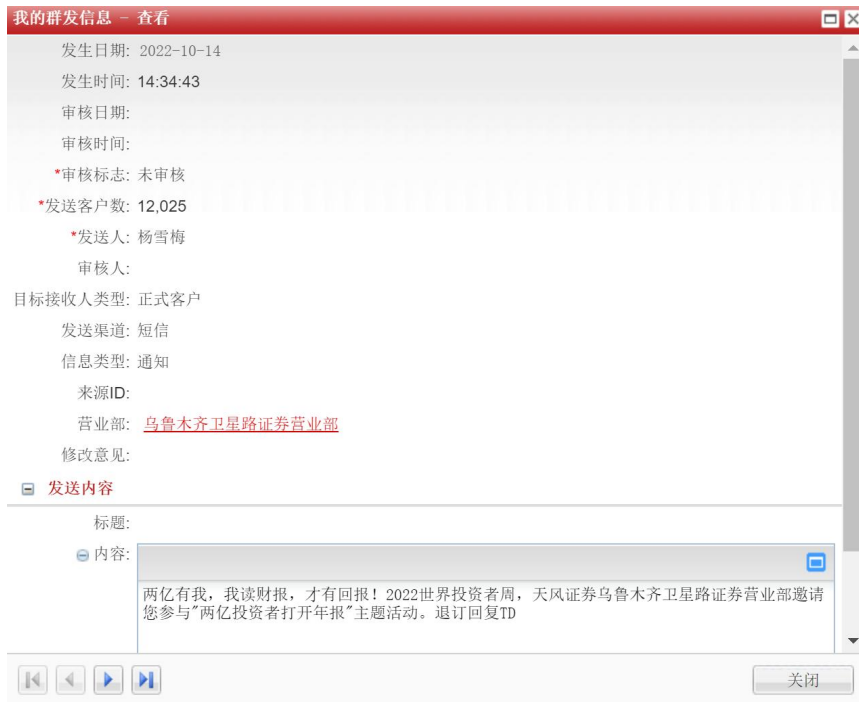 我的群发信息 - 查看
发生日期: 2022-10-14
发生时间: 14:34:43
审核日期:
审核时间:
*审核标志: 未审核
*发送客户数: 12,025
*发送人: 杨雪梅
审核人:
目标接收人类型: 正式客户
发送渠道: 短信
信息类型: 通知
来源ID:
营业部: 乌鲁木齐卫星路证券营业部
修改意见:
发送内容
标题:
内容:
两亿有我，我读财报，才有回报！2022世界投资者周，天风证券乌鲁木齐卫星路证券营业部邀请
您参与"两亿投资者打开年报"主题活动。退订回复TD
关闭